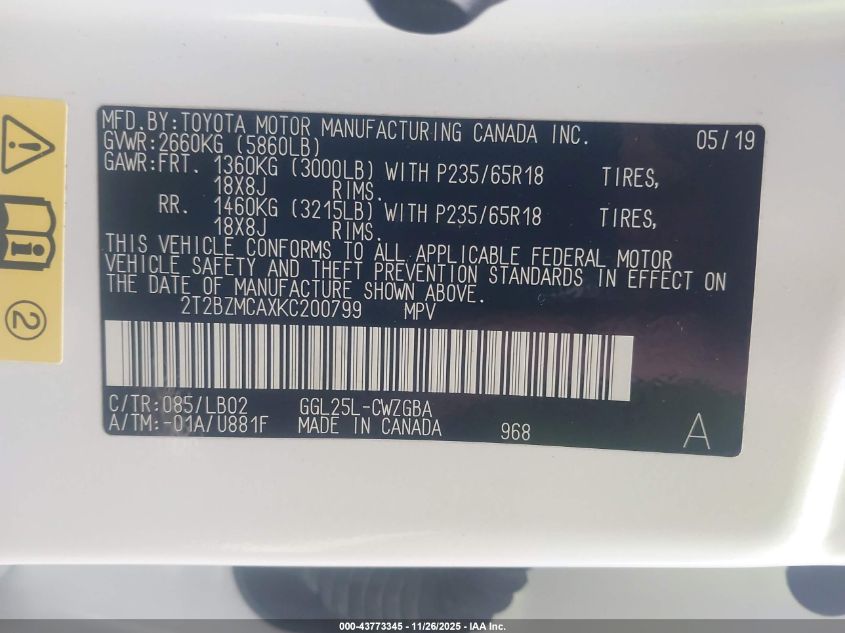 MFD.BY:TOYOTA MOTOR MANUFACTURING CANADA INC. 05/19
GVWR:2660KG (5860LB)
GAWR:FRT. 1360KG (3000LB) WITH P235/65R18 TIRES,
18X8J RIMS.
RR. 1460KG (3215LB) WITH P235/65R18 TIRES,
18X8J RIMS.
THIS VEHICLE CONFORMS TO ALL APPLICABLE FEDERAL MOTOR
VEHICLE SAFETY AND THEFT PREVENTION STANDARDS IN EFFECT ON
THE DATE OF MANUFACTURE SHOWN ABOVE.
2T2BZMCAXKC200799 MPV
C/TR:085/LB02 GGL25L-CWZGBA
A/TM:-01A/U881F MADE IN CANADA 968 A
2
000-43773345 - 11/26/2025 - IAA Inc.